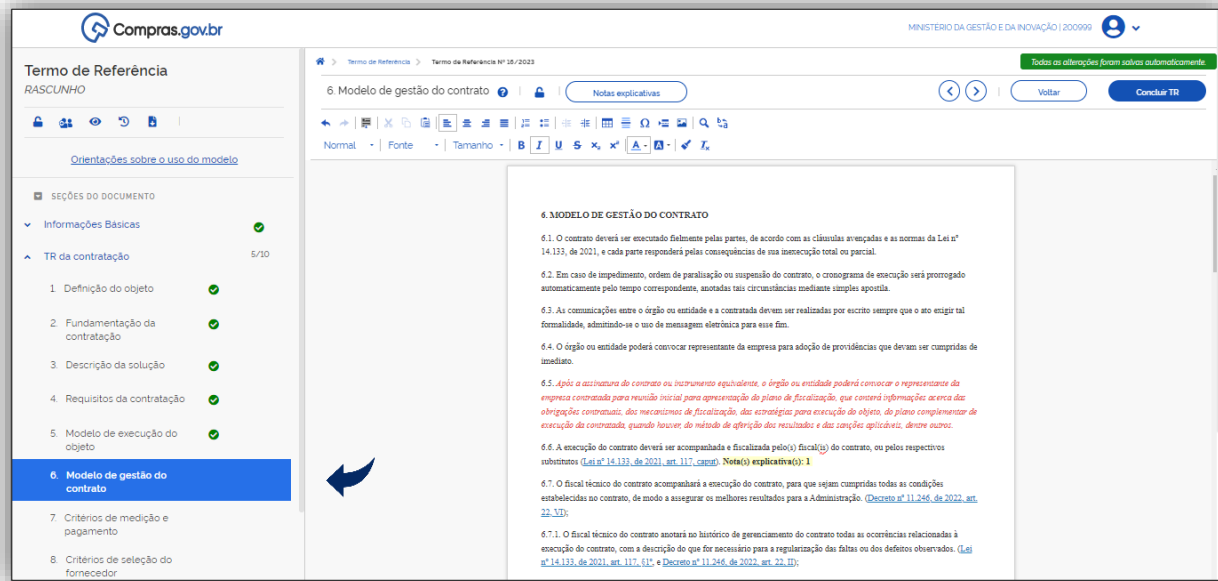 Compras.gov.br
MINISTÉRIO DA GESTÃO E DA INOVAÇÃO | 200999
Termo de Referência
RASCUNHO
Orientações sobre o uso do modelo
SEÇÕES DO DOCUMENTO
Informações Básicas
TR da contratação 5/10
1. Definição do objeto
2. Fundamentação da
contratação
3. Descrição da solução
4. Requisitos da contratação
5. Modelo de execução do
objeto
6. Modelo de gestão do
contrato
7. Critérios de medição e
pagamento
8. Critérios de seleção do
fornecedor
Termo de Referência > Termo de Referência Nº 18/2023
Todas as alterações foram salvas automaticamente.
6. Modelo de gestão do contrato
Notas explicativas
Voltar
Concluir TR
Normal Fonte Tamanho B I U S x₂ x² A A Tx
6. MODELO DE GESTÃO DO CONTRATO
6.1. O contrato deverá ser executado fielmente pelas partes, de acordo com as cláusulas avençadas e as normas da Lei nº
14.133, de 2021, e cada parte responderá pelas consequências de sua inexecução total ou parcial.
6.2. Em caso de impedimento, ordem de paralisação ou suspensão do contrato, o cronograma de execução será prorrogado
automaticamente pelo tempo correspondente, anotadas tais circunstâncias mediante simples apostila.
6.3. As comunicações entre o órgão ou entidade e a contratada devem ser realizadas por escrito sempre que o ato exigir tal
formalidade, admitindo-se o uso de mensagem eletrônica para esse fim.
6.4. O órgão ou entidade poderá convocar representante da empresa para adoção de providências que devam ser cumpridas de
imediato.
6.5. Após a assinatura do contrato ou instrumento equivalente, o órgão ou entidade poderá convocar o representante da
empresa contratada para reunião inicial para apresentação do plano de fiscalização, que conterá informações acerca das
obrigações contratuais, dos mecanismos de fiscalização, das estratégias para execução do objeto, do plano complementar de
execução da contratada, quando houver, do método de aferição dos resultados e das sanções aplicáveis, dentre outros.
6.6. A execução do contrato deverá ser acompanhada e fiscalizada pelo(s) fiscal(is) do contrato, ou pelos respectivos
substitutos (Lei nº 14.133, de 2021, art. 117, caput). Nota(s) explicativa(s): 1
6.7. O fiscal técnico do contrato acompanhará a execução do contrato, para que sejam cumpridas todas as condições
estabelecidas no contrato, de modo a assegurar os melhores resultados para a Administração. (Decreto nº 11.246, de 2022, art.
22, VI);
6.7.1. O fiscal técnico do contrato anotará no histórico de gerenciamento do contrato todas as ocorrências relacionadas à
execução do contrato, com a descrição do que for necessário para a regularização das faltas ou dos defeitos observados. (Lei
nº 14.133, de 2021, art. 117, §1º, e Decreto nº 11.246, de 2022, art. 22, II);